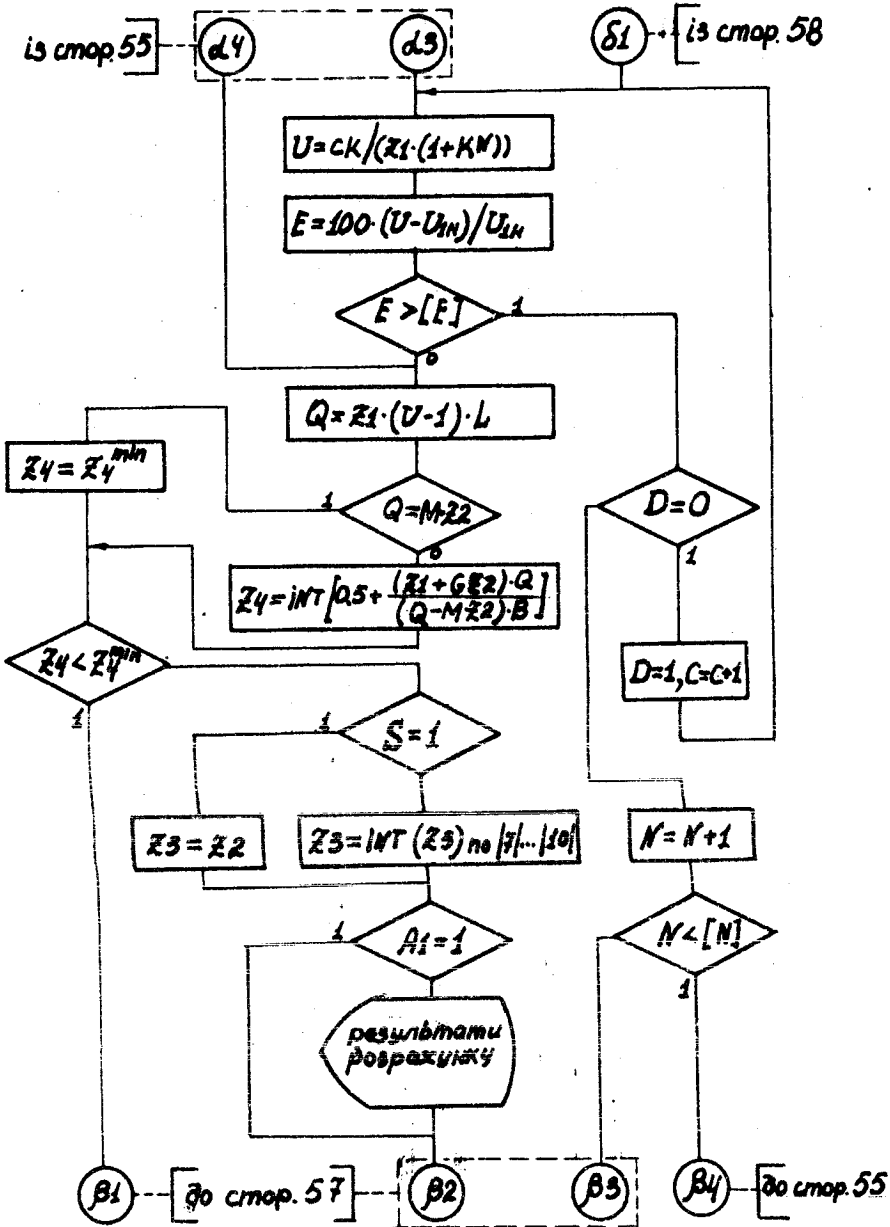 із стор. 55
α4
α3
δ1
із стор. 58
U=CK/(Z1·(1+KN))
E=100·(U-U1H)/U1H
E>[E]
1
0
Q=Z1·(U-1)·L
Z4=Z4min
1
Q=M·Z2
0
D=0
1
Z4=iNT[0.5+(Z1+GZ2)·Q/(Q-MZ2)·B]
Z4<Z4min
1
D=1, C=C+1
1
S=1
Z3=Z2
Z3=iNT(Z3) по |7|...|10|
N=N+1
1
A1=1
N<[N]
1
результати
дозрахунку
β1
до стор. 57
β2
β3
β4
до стор. 55